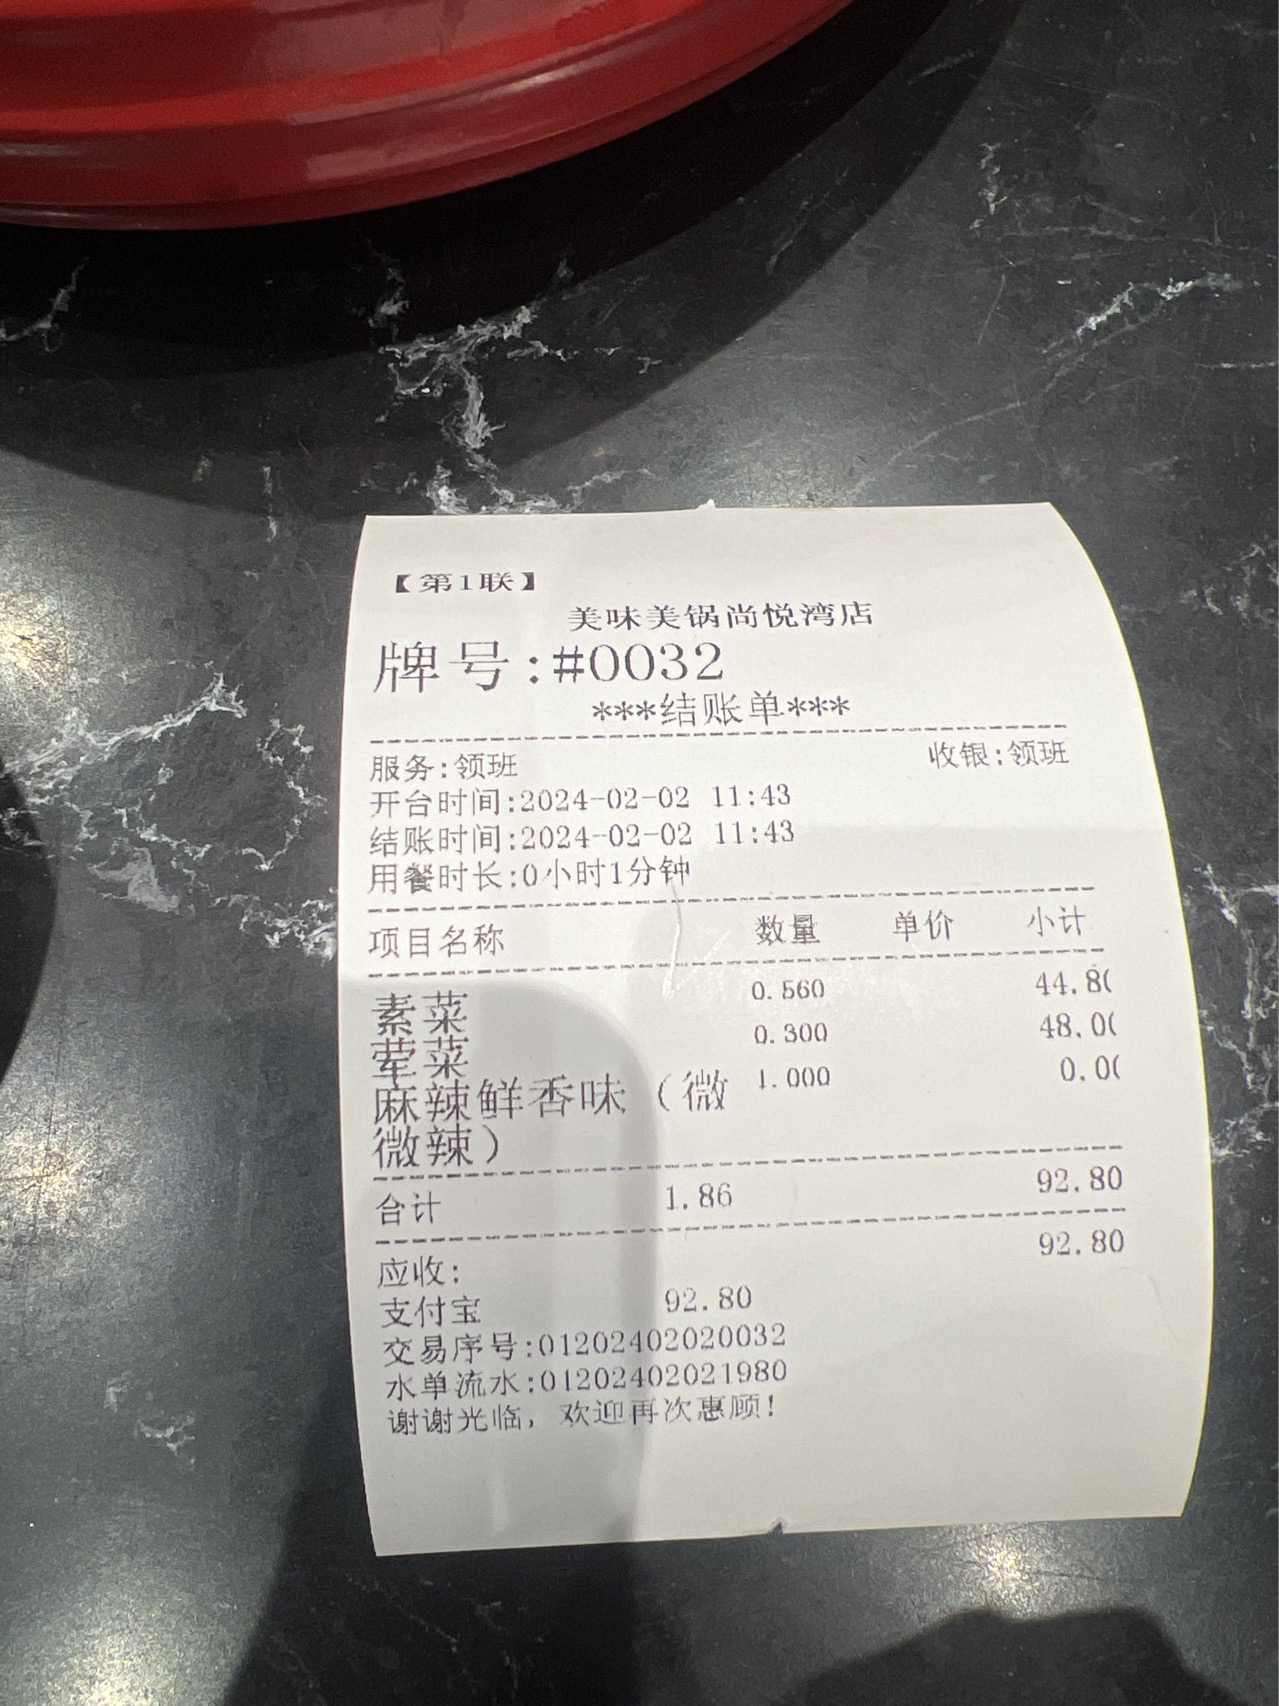 【第1联】
美味美锅尚悦湾店
牌号:#0032
***结账单***
服务:领班 收银:领班
开台时间:2024-02-02 11:43
结账时间:2024-02-02 11:43
用餐时长:0小时1分钟
项目名称 数量 单价 小计
素菜 0.560 44.80
荤菜 0.300 48.00
麻辣鲜香味（微 1.000 0.00
微辣）
合计 1.86 92.80
应收: 92.80
支付宝 92.80
交易序号:01202402020032
水单流水:01202402021980
谢谢光临，欢迎再次惠顾!